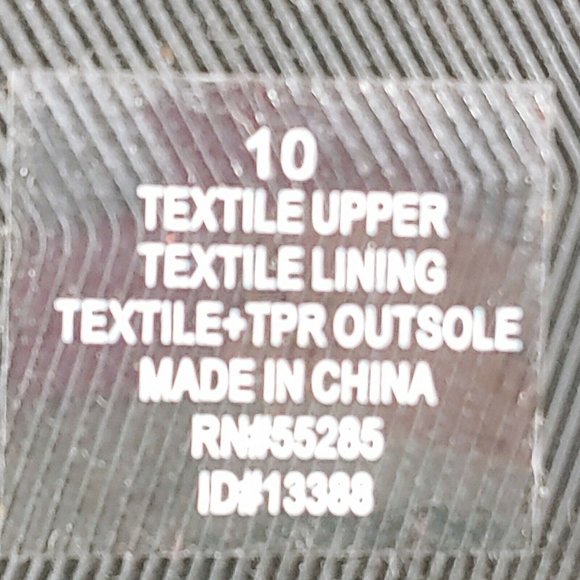 10
TEXTILE UPPER
TEXTILE LINING
TEXTILE+TPR OUTSOLE
MADE IN CHINA
RN#55285
ID#13388